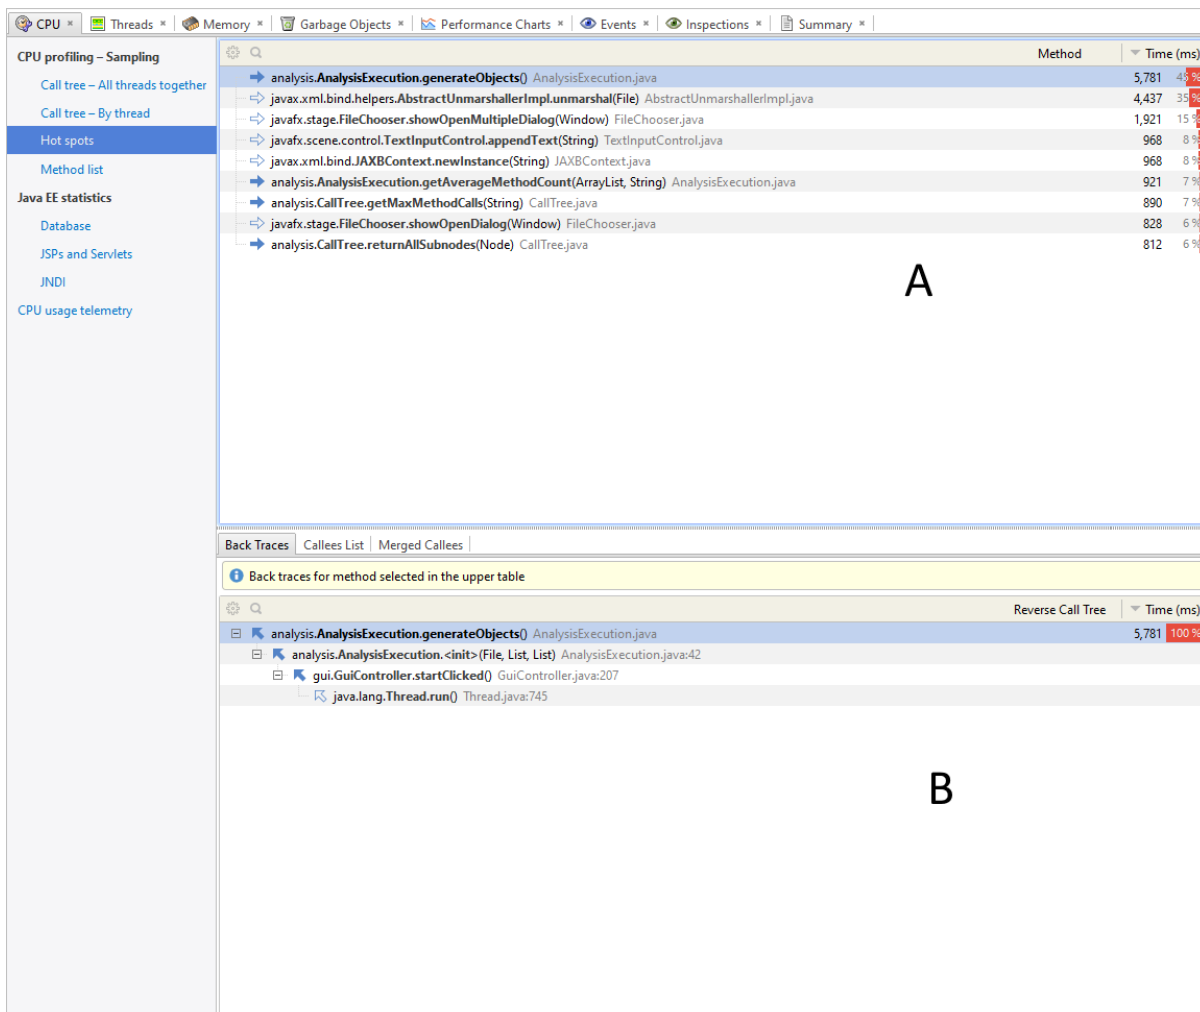 CPU × Threads × Memory × Garbage Objects × Performance Charts × Events × Inspections × Summary ×
CPU profiling – Sampling
Call tree – All threads together
Call tree – By thread
Hot spots
Method list
Java EE statistics
Database
JSPs and Servlets
JNDI
CPU usage telemetry
Method Time (ms)
analysis.AnalysisExecution.generateObjects() AnalysisExecution.java 5,781 45 %
javax.xml.bind.helpers.AbstractUnmarshallerImpl.unmarshal(File) AbstractUnmarshallerImpl.java 4,437 35 %
javafx.stage.FileChooser.showOpenMultipleDialog(Window) FileChooser.java 1,921 15 %
javafx.scene.control.TextInputControl.appendText(String) TextInputControl.java 968 8 %
javax.xml.bind.JAXBContext.newInstance(String) JAXBContext.java 968 8 %
analysis.AnalysisExecution.getAverageMethodCount(ArrayList, String) AnalysisExecution.java 921 7 %
analysis.CallTree.getMaxMethodCalls(String) CallTree.java 890 7 %
javafx.stage.FileChooser.showOpenDialog(Window) FileChooser.java 828 6 %
analysis.CallTree.returnAllSubnodes(Node) CallTree.java 812 6 %
A
Back Traces Callees List Merged Callees
Back traces for method selected in the upper table
Reverse Call Tree Time (ms)
analysis.AnalysisExecution.generateObjects() AnalysisExecution.java 5,781 100 %
analysis.AnalysisExecution.<init>(File, List, List) AnalysisExecution.java:42
gui.GuiController.startClicked() GuiController.java:207
java.lang.Thread.run() Thread.java:745
B